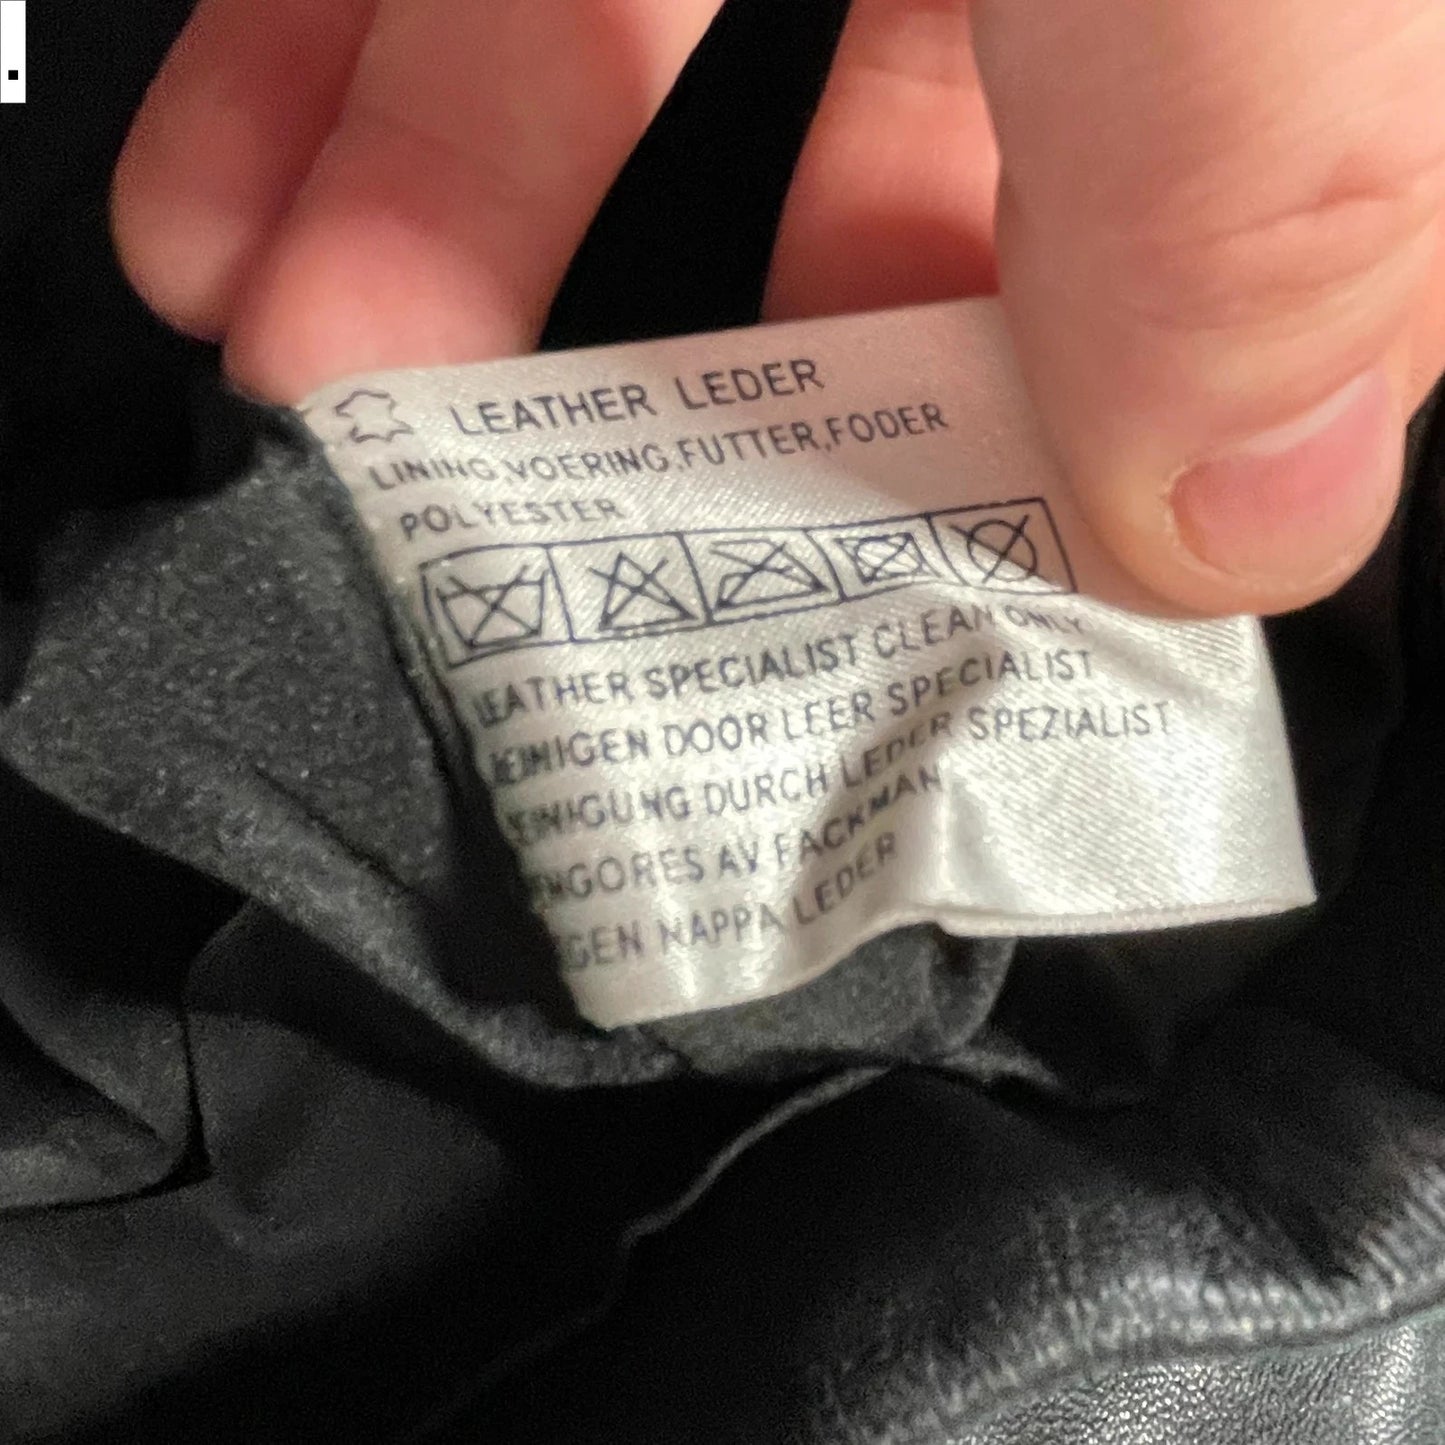 .
LEATHER LEDER
LINING,VOERING,FUTTER,FODER
POLYESTER
LEATHER SPECIALIST CLEAN ONLY
REINIGEN DOOR LEER SPECIALIST
REINIGUNG DURCH LEDER SPEZIALIST
RENGORES AV FACKMAN
NAPPA LEDER